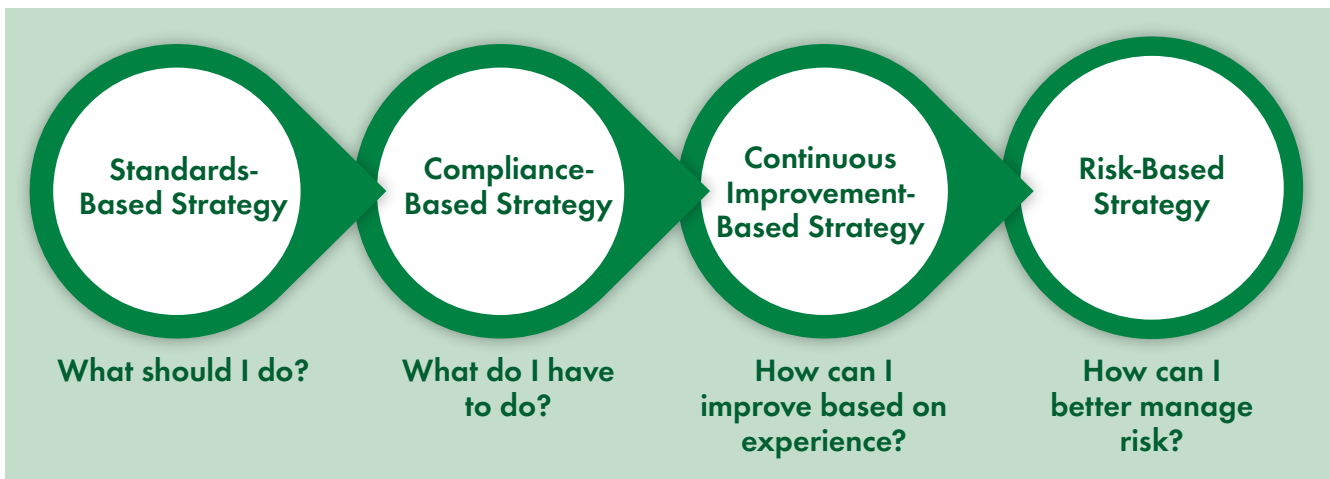 Standards-
Based Strategy
What should I do?
Compliance-
Based Strategy
What do I have
to do?
Continuous
Improvement-
Based Strategy
How can I
improve based on
experience?
Risk-Based
Strategy
How can I
better manage
risk?